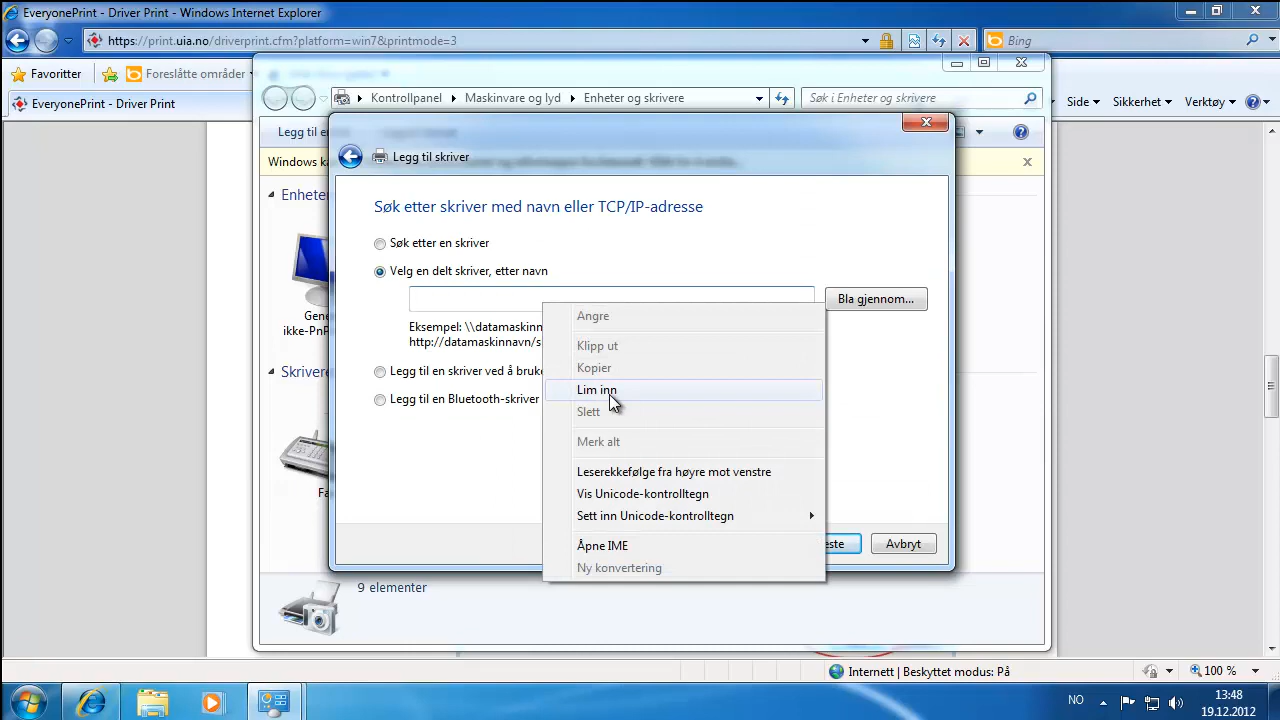 EveryonePrint - Driver Print - Windows Internet Explorer
https://print.uia.no/driverprint.cfm?platform=win7&printmode=3
Bing
Favoritter
Foreslåtte områder
EveryonePrint - Driver Print
Side
Sikkerhet
Verktøy
Kontrollpanel
Maskinvare og lyd
Enheter og skrivere
Søk i Enheter og skrivere
Legg til e
Windows ka
Legg til skriver
Enheter
Søk etter skriver med navn eller TCP/IP-adresse
Søk etter en skriver
Velg en delt skriver, etter navn
Bla gjennom...
Gene
ikke-PnP
Eksempel: \\datamaskinn
http://datamaskinnavn/s
Legg til en skriver ved å bruke
Legg til en Bluetooth-skriver
Skrivere
Fa
Angre
Klipp ut
Kopier
Lim inn
Slett
Merk alt
Leserekkefølge fra høyre mot venstre
Vis Unicode-kontrolltegn
Sett inn Unicode-kontrolltegn
Åpne IME
Ny konvertering
este
Avbryt
9 elementer
Internett | Beskyttet modus: På
100 %
NO
13:48
19.12.2012